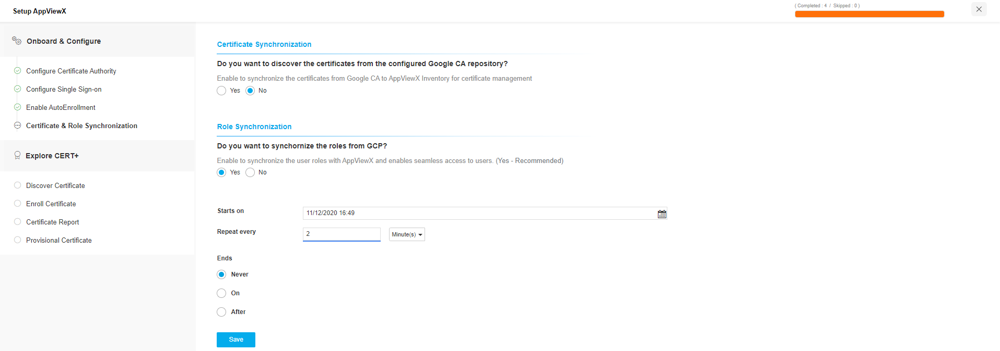 Setup AppViewX
( Completed : 4 / Skipped : 0 )
Onboard & Configure
Configure Certificate Authority
Configure Single Sign-on
Enable AutoEnrollment
Certificate & Role Synchronization
Explore CERT+
Discover Certificate
Enroll Certificate
Certificate Report
Provisional Certificate
Certificate Synchronization
Do you want to discover the certificates from the configured Google CA repository?
Enable to synchronize the certificates from Google CA to AppViewX Inventory for certificate management
Yes No
Role Synchronization
Do you want to synchornize the roles from GCP?
Enable to synchronize the user roles with AppViewX and enables seamless access to users. (Yes - Recommended)
Yes No
Starts on 11/12/2020 16:49
Repeat every 2 Minute(s)
Ends
Never
On
After
Save